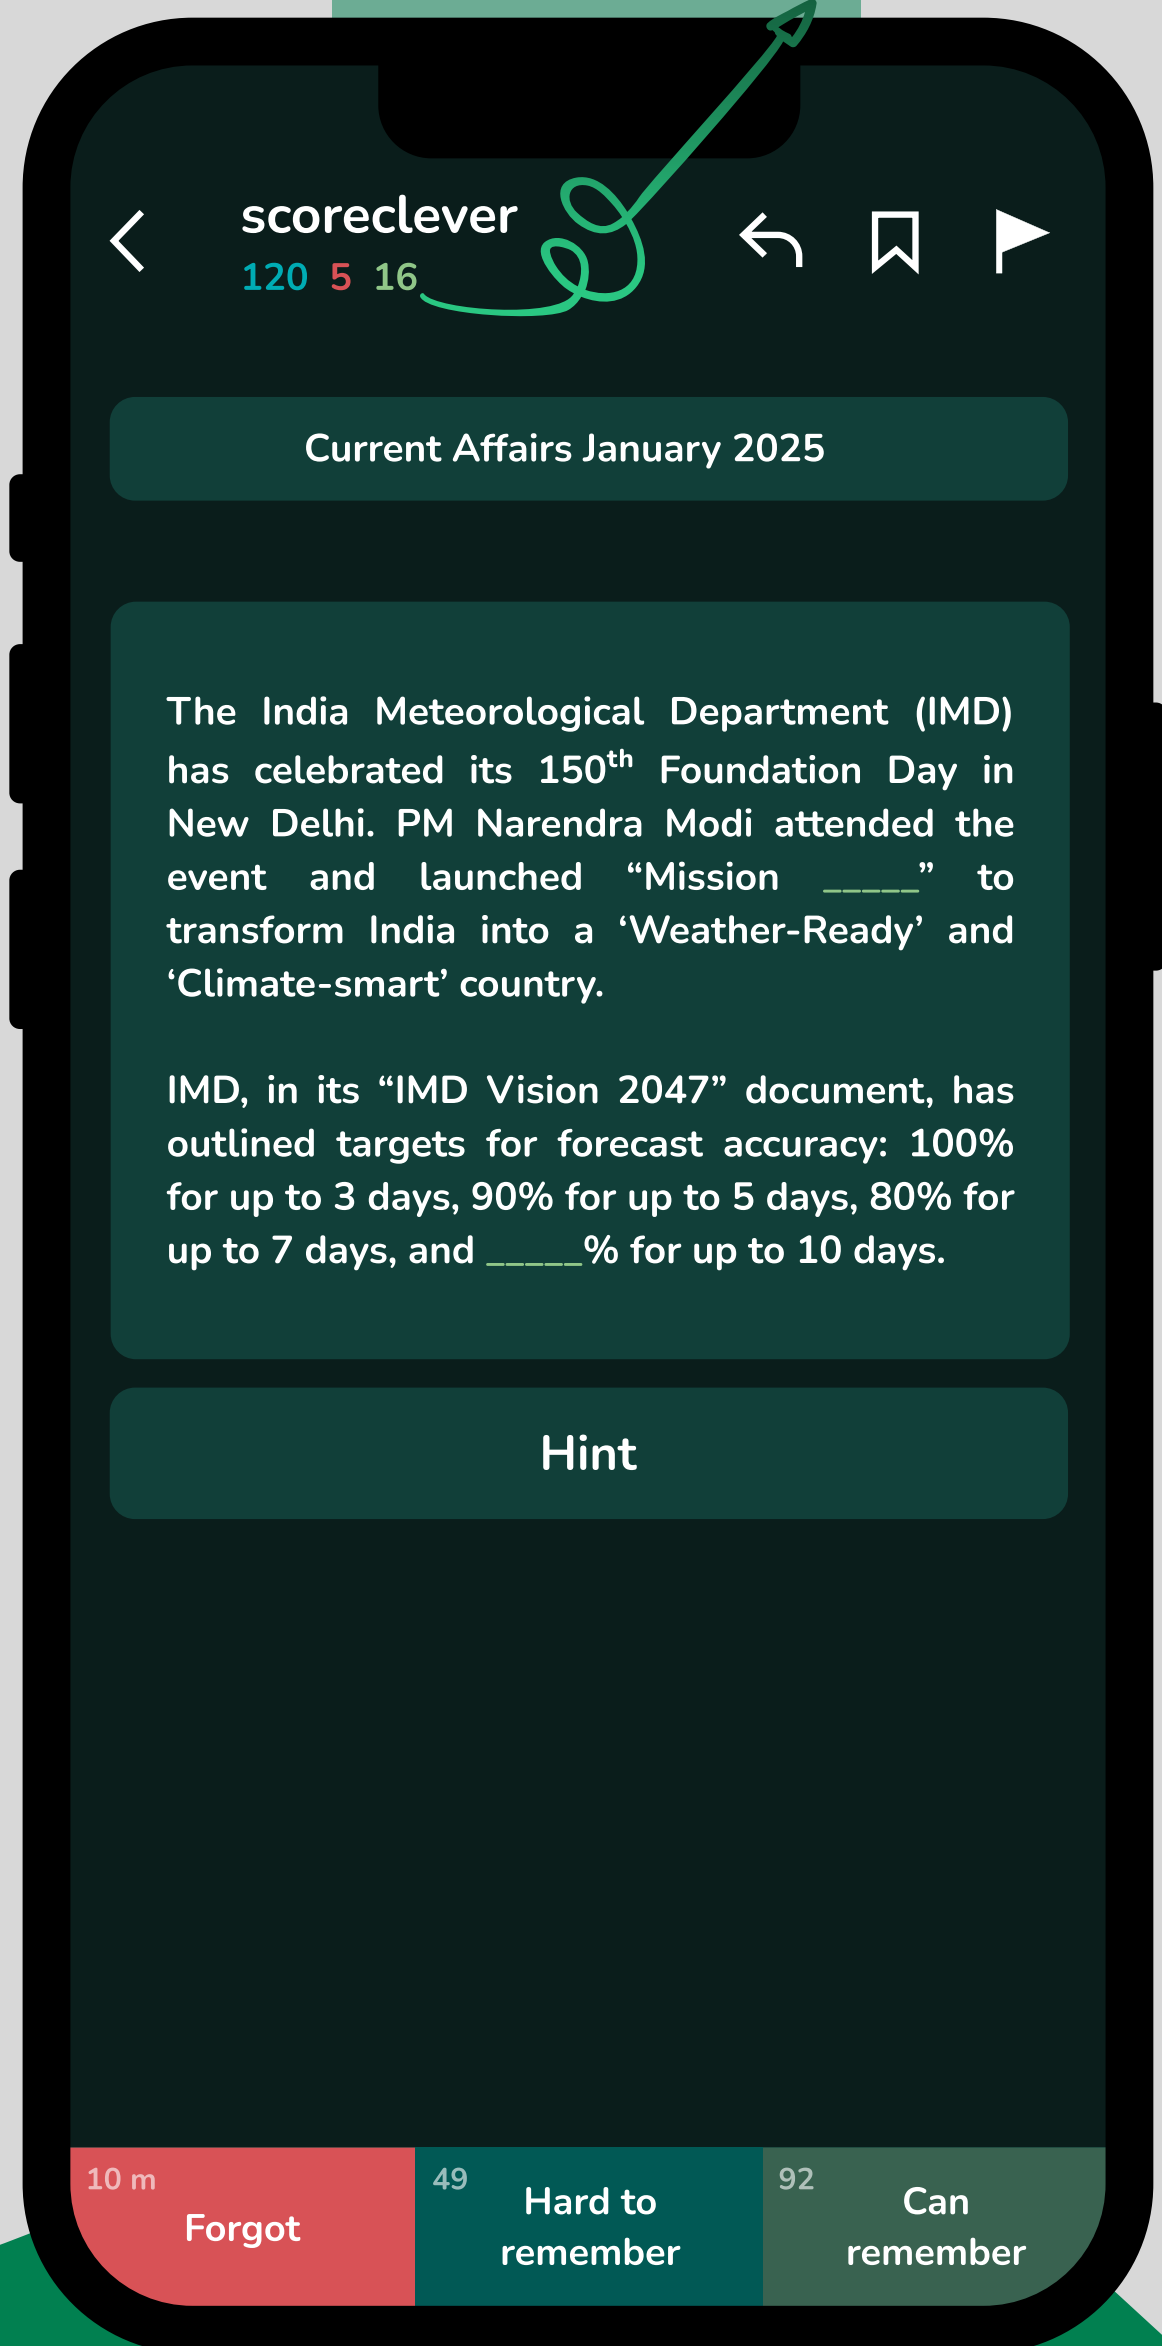 scoreclever
120 5 16
Current Affairs January 2025
The India Meteorological Department (IMD)
has celebrated its 150th Foundation Day in
New Delhi. PM Narendra Modi attended the
event and launched “Mission _____” to
transform India into a ‘Weather-Ready’ and
‘Climate-smart’ country.
IMD, in its “IMD Vision 2047” document, has
outlined targets for forecast accuracy: 100%
for up to 3 days, 90% for up to 5 days, 80% for
up to 7 days, and _____% for up to 10 days.
Hint
10 m
Forgot
49
Hard to
remember
92
Can
remember